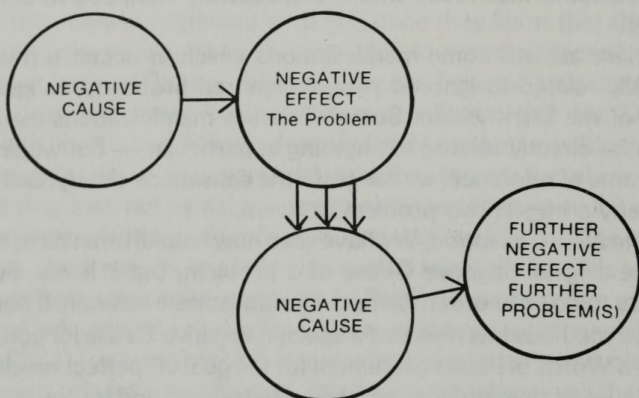 NEGATIVE
CAUSE
NEGATIVE
EFFECT
The Problem
NEGATIVE
CAUSE
FURTHER
NEGATIVE
EFFECT
FURTHER
PROBLEM(S)